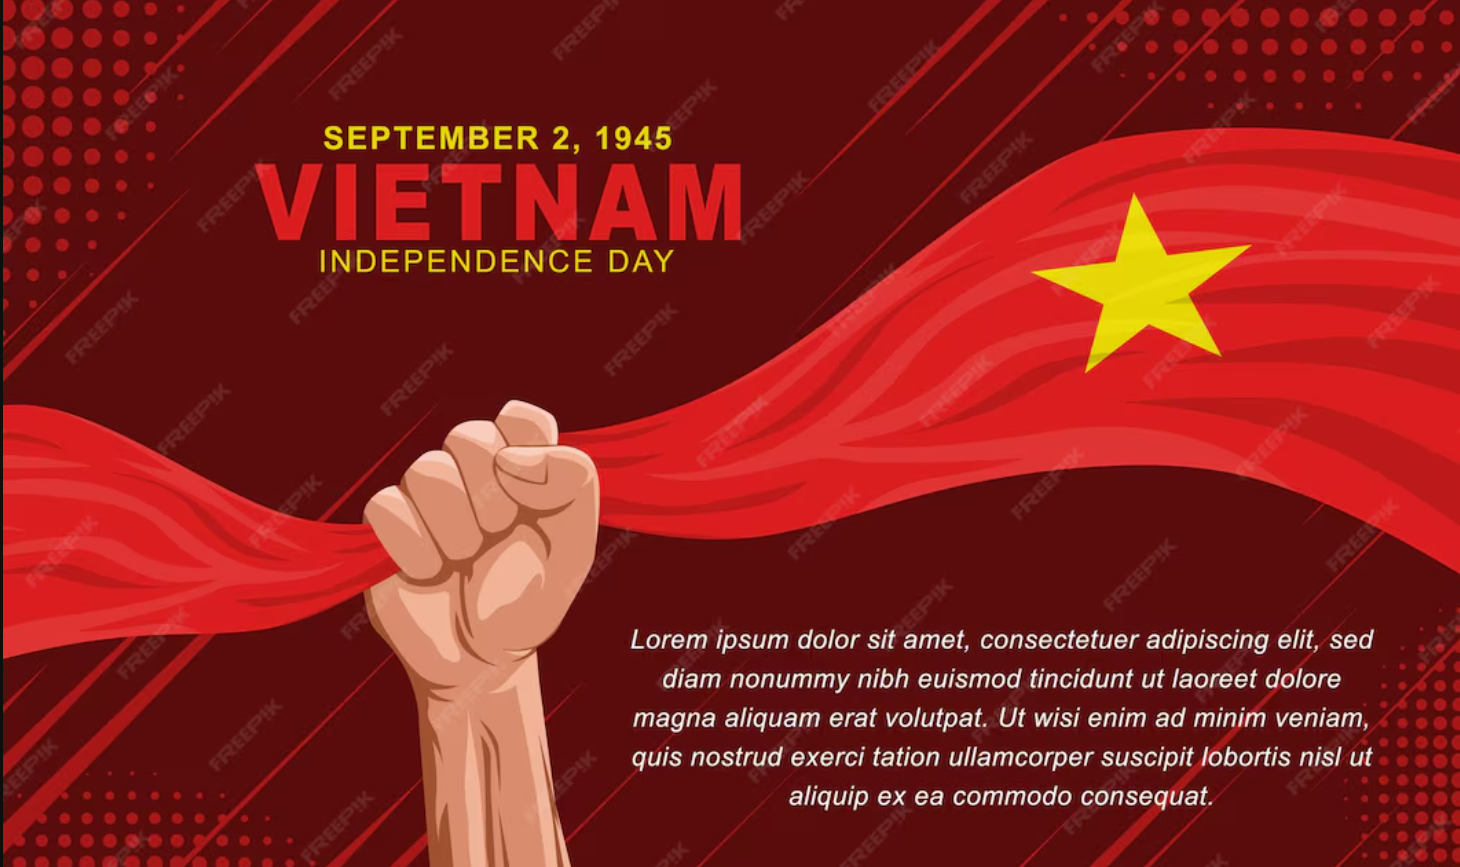 SEPTEMBER 2, 1945
VIETNAM
INDEPENDENCE DAY
Lorem ipsum dolor sit amet, consectetuer adipiscing elit, sed
diam nonummy nibh euismod tincidunt ut laoreet dolore
magna aliquam erat volutpat. Ut wisi enim ad minim veniam,
quis nostrud exerci tation ullamcorper suscipit lobortis nisl ut
aliquip ex ea commodo consequat.
FREEPIK